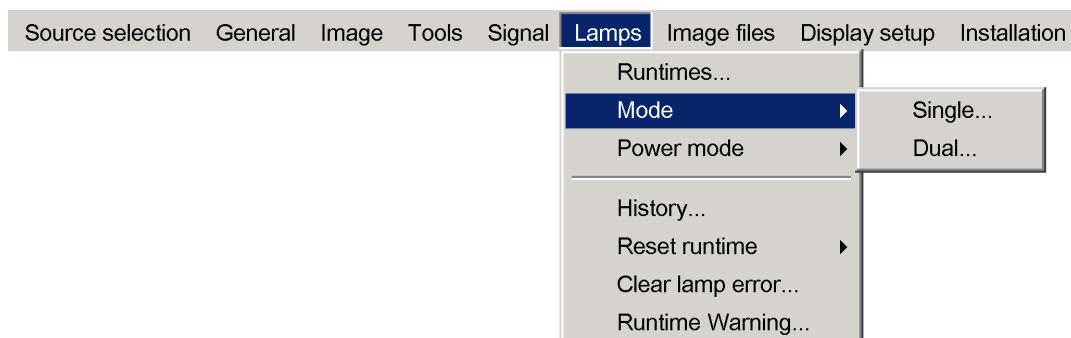 Source selection General Image Tools Signal Lamps Image files Display setup Installation
Runtimes...
Mode
Single...
Power mode
Dual...
History...
Reset runtime
Clear lamp error...
Runtime Warning...